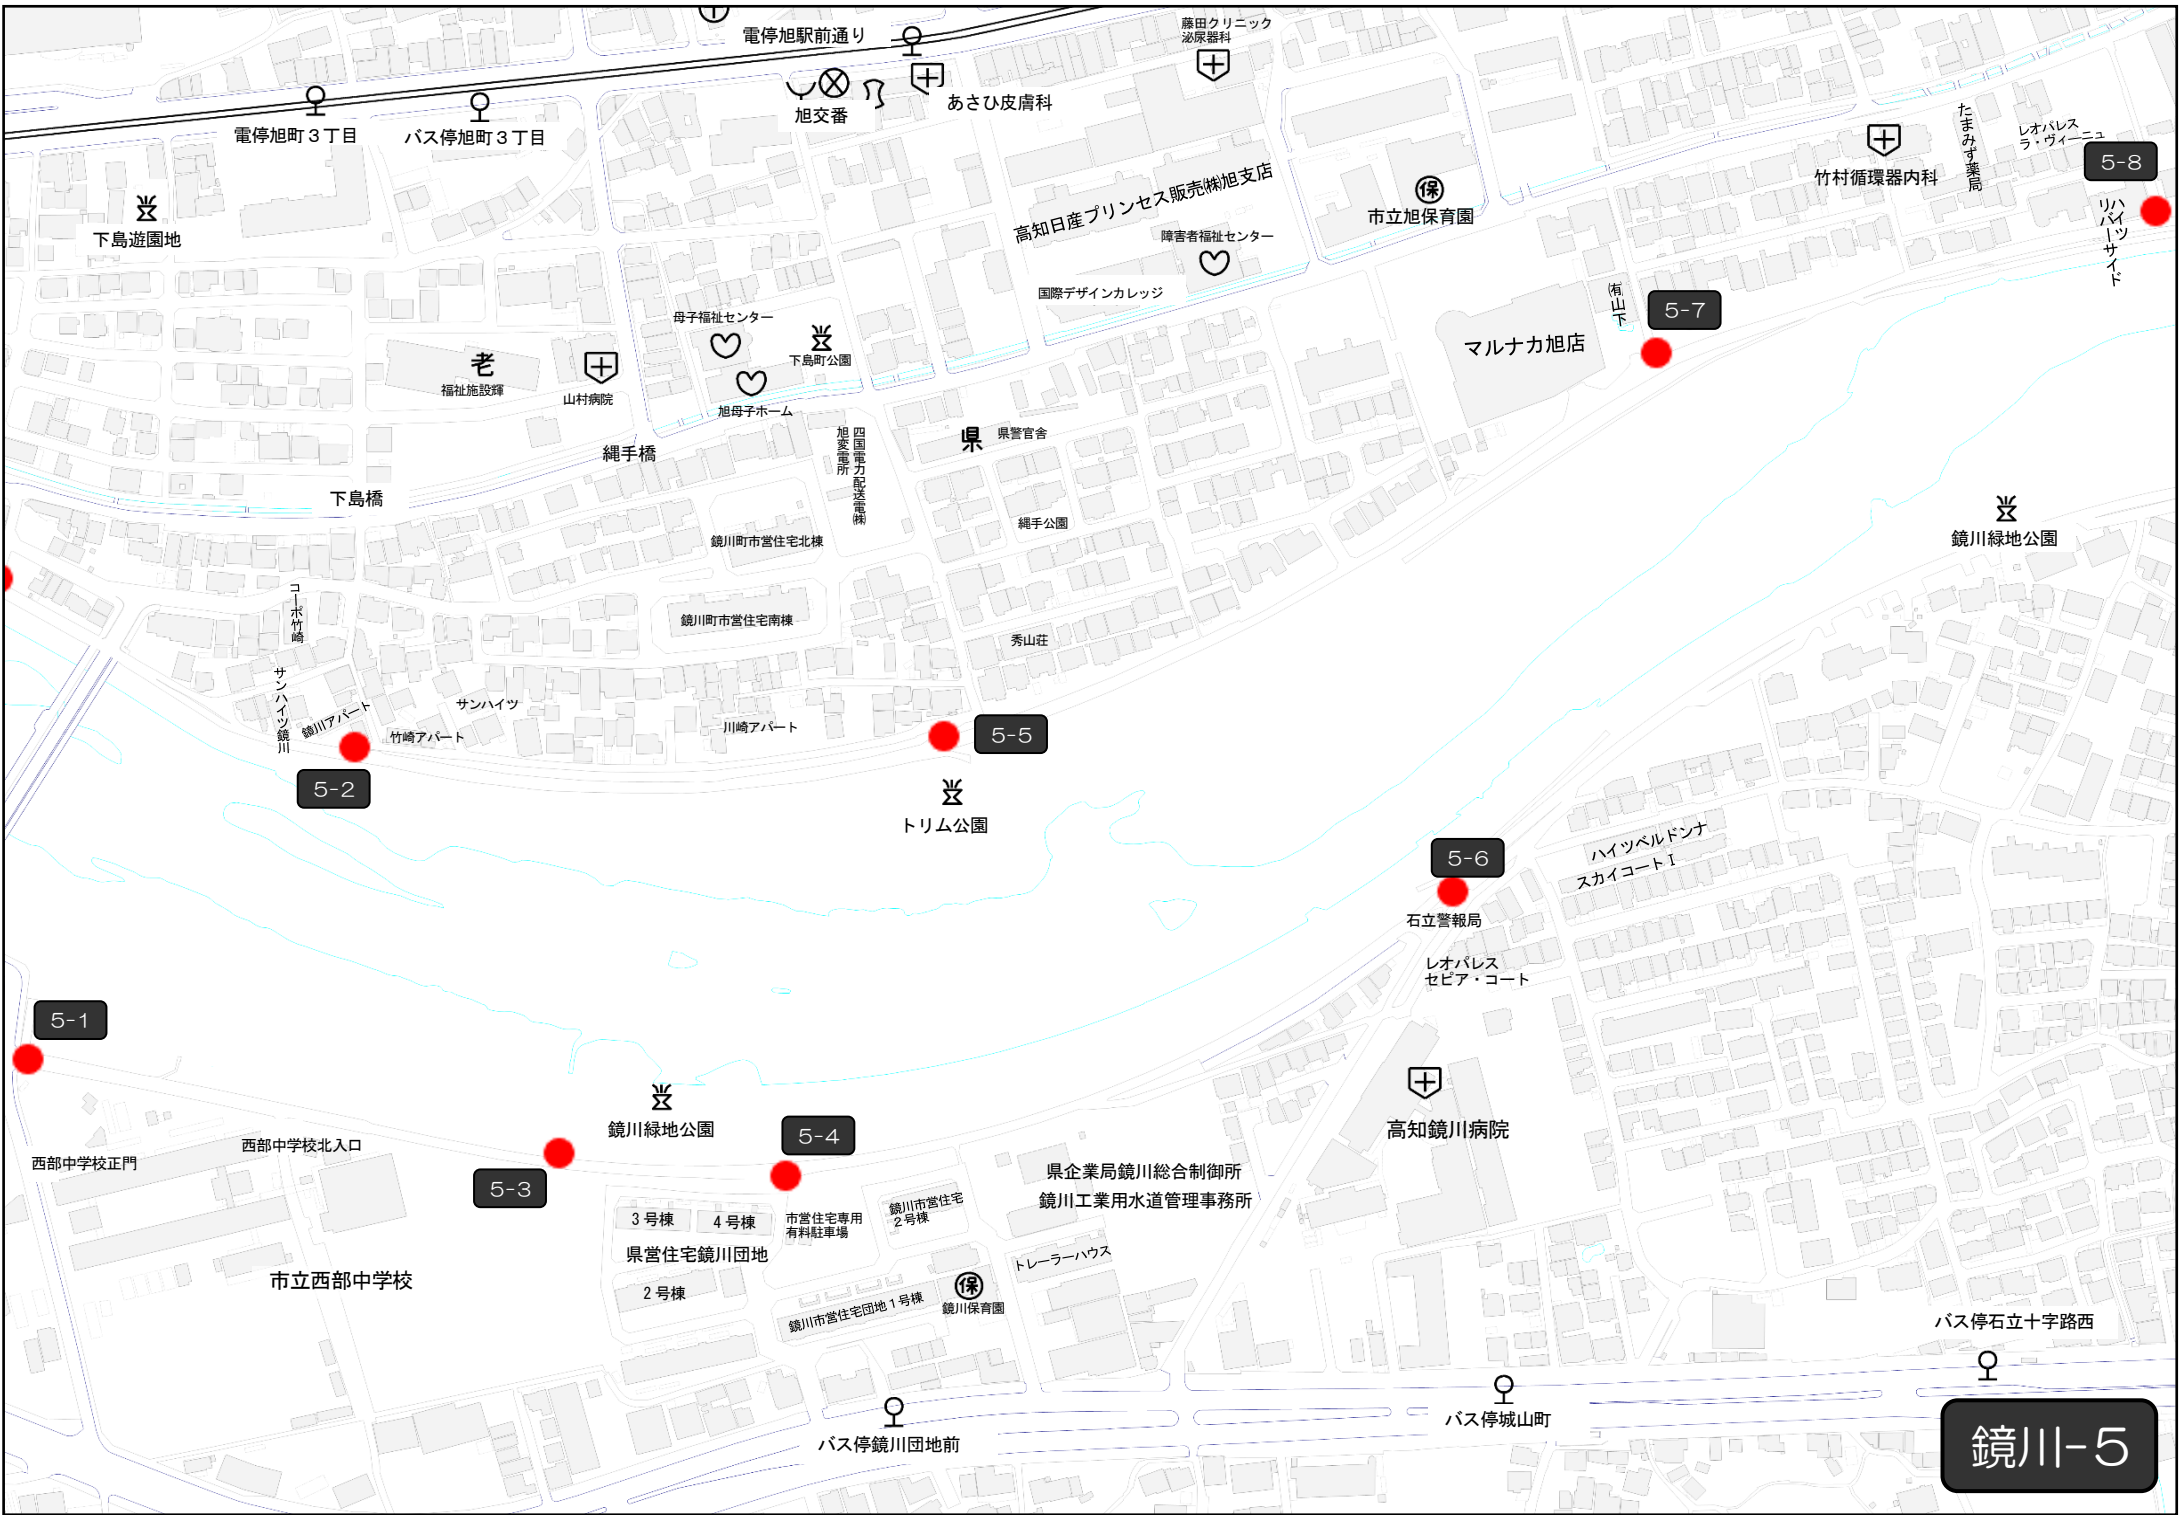 電停旭駅前通り
藤田クリニック
泌尿器科
電停旭町３丁目
バス停旭町３丁目
旭交番
あさひ皮膚科
たまみず薬局
レオパレス
ラ・ヴィーニュ
5-8
竹村循環器内科
高知日産プリンセス販売㈱旭支店
保
市立旭保育園
ハイツ
リバーサイド
下島遊園地
障害者福祉センター
国際デザインカレッジ
㈲山下
5-7
母子福祉センター
下島町公園
マルナカ旭店
老
福祉施設輝
山村病院
旭母子ホーム
縄手橋
四国電力配送電㈱
旭変電所
県
県警官舎
下島橋
縄手公園
鏡川町市営住宅北棟
鏡川緑地公園
コーポ竹崎
鏡川町市営住宅南棟
秀山荘
サンハイツ鏡川
鏡川アパート
サンハイツ
竹崎アパート
川崎アパート
5-5
5-2
トリム公園
ハイツベルドンナ
スカイコートⅠ
5-6
石立警報局
レオパレス
セピア・コート
5-1
鏡川緑地公園
5-4
高知鏡川病院
西部中学校北入口
西部中学校正門
5-3
県企業局鏡川総合制御所
鏡川工業用水道管理事務所
３号棟
４号棟
市営住宅専用
有料駐車場
鏡川市営住宅
２号棟
県営住宅鏡川団地
トレーラーハウス
市立西部中学校
２号棟
保
鏡川保育園
鏡川市営住宅団地１号棟
バス停石立十字路西
バス停城山町
バス停鏡川団地前
鏡川-5